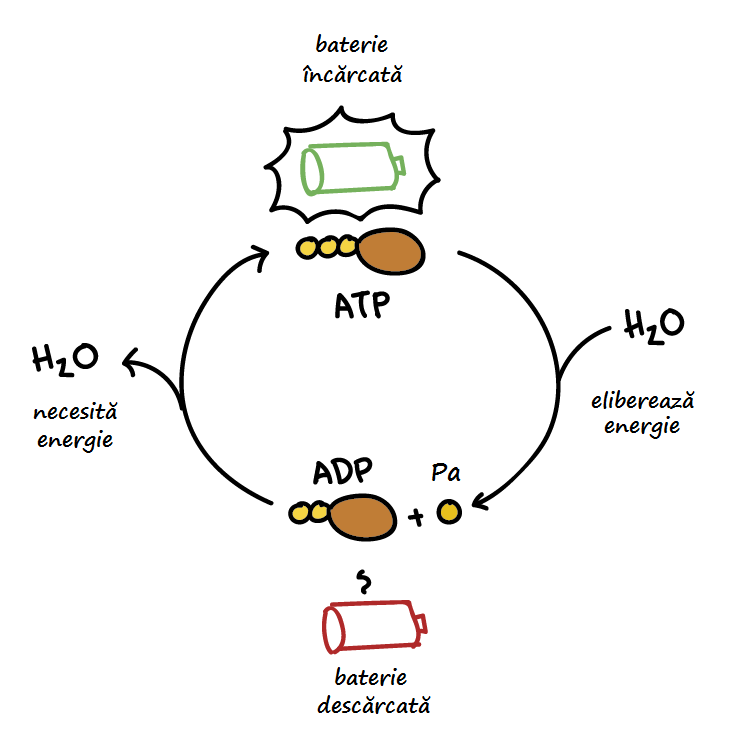 baterie
încărcată
ATP
H2O
eliberează
energie
H2O
necesită
energie
ADP
Pa
+
baterie
descărcată